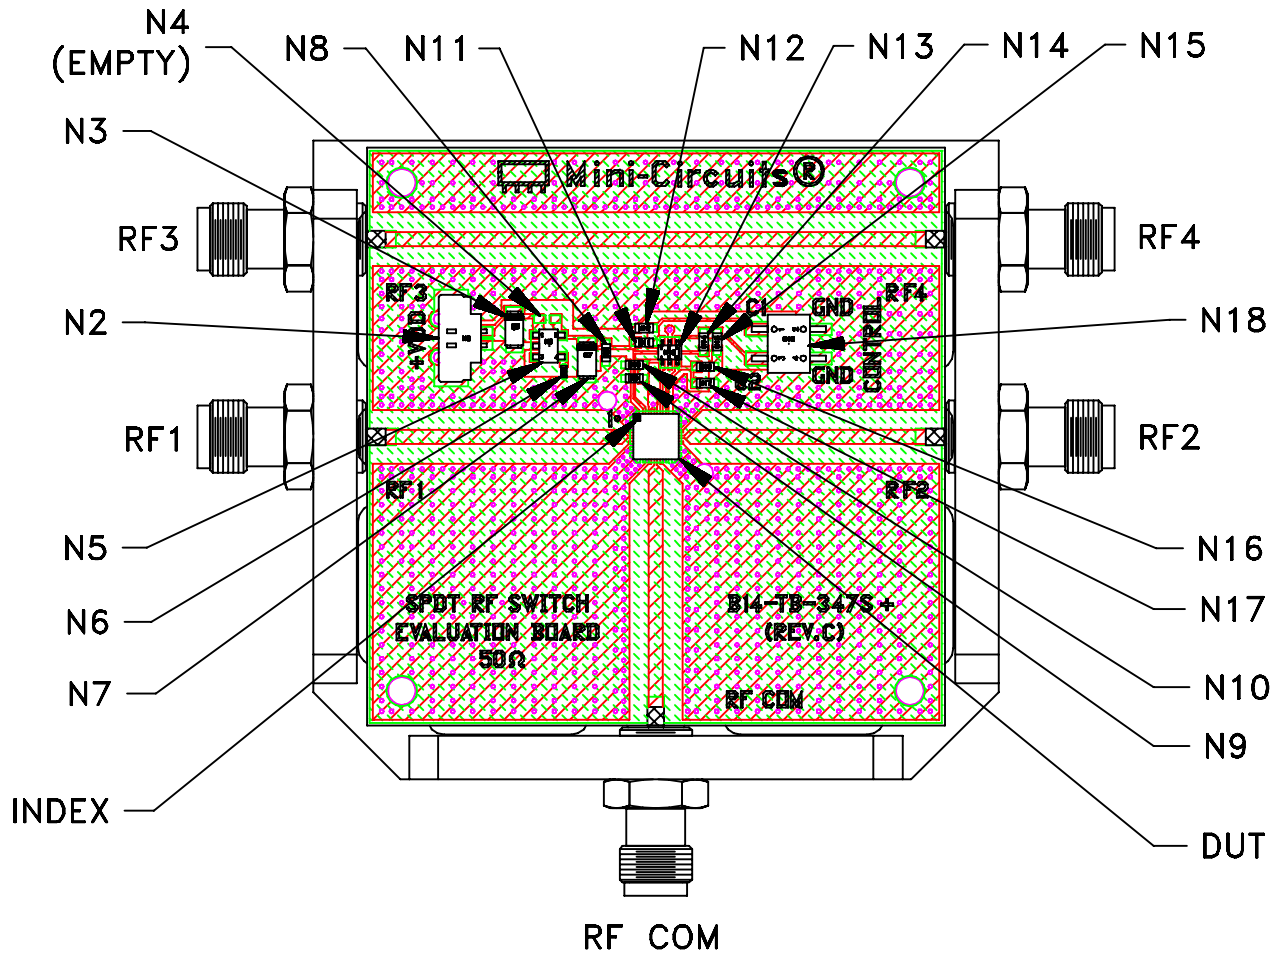 N4
(EMPTY)
N8
N11
N12
N13
N14
N15
N3
Mini-Circuits®
RF3
RF4
RF3
C1
GND
RF4
N2
+VDD
CONTROL
N18
GND
C2
RF1
1
RF2
RF1
RF2
N5
N16
SPDT RF SWITCH
EVALUATION BOARD
50Ω
B14-TB-347S+
(REV.C)
N6
N17
N7
RF COM
N10
N9
INDEX
DUT
RF COM